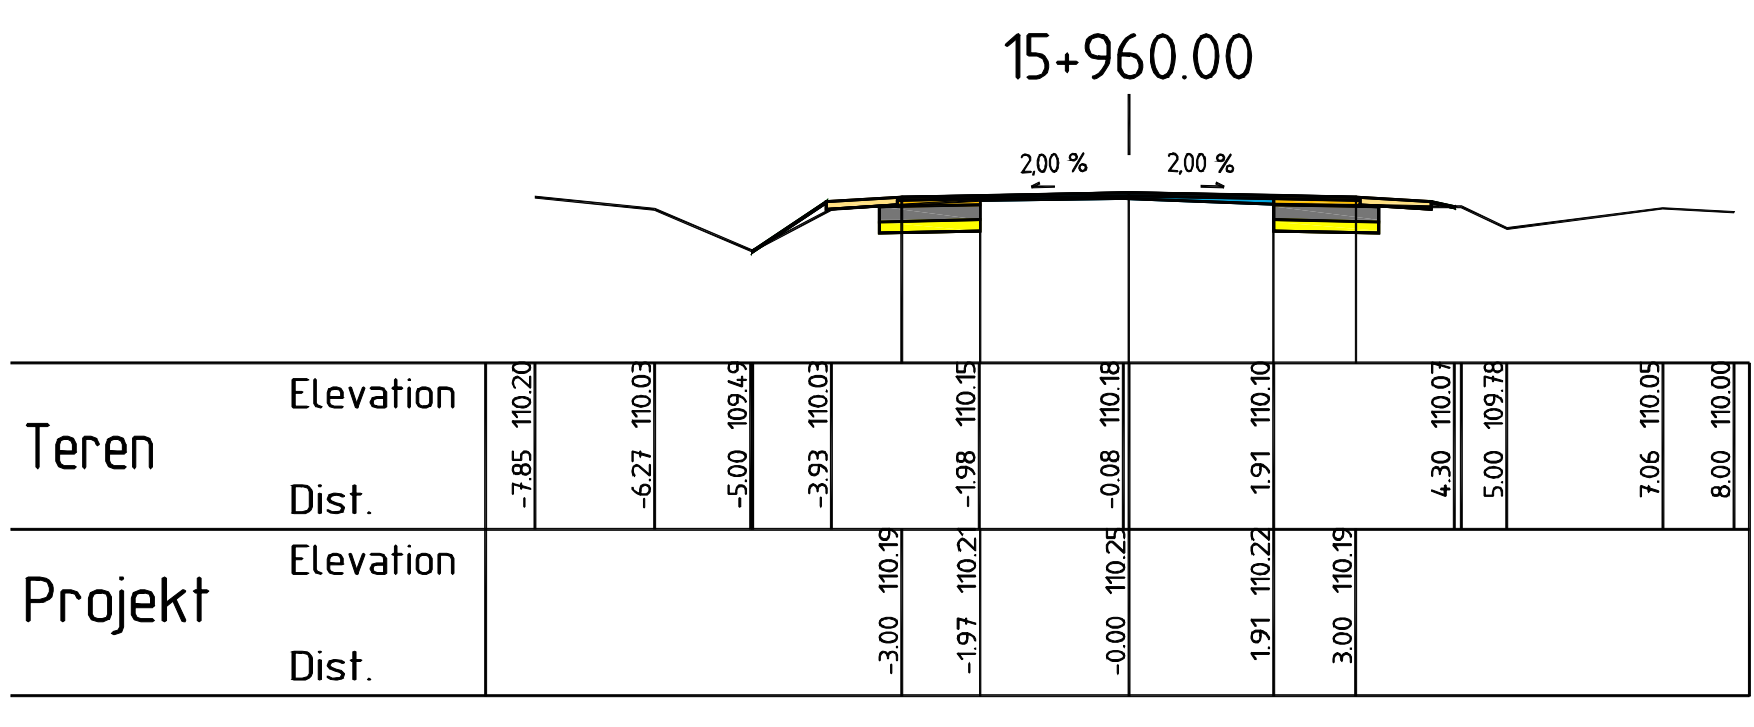 15+960.00
2,00 % 2,00 %
Teren
Elevation 110.20 110.03 109.49 110.03 110.15 110.18 110.10 110.07 109.78 110.05 110.00
Dist. -7.85 -6.27 -5.00 -3.93 -1.98 -0.08 1.91 4.30 5.00 7.06 8.00
Projekt
Elevation 110.19 110.21 110.25 110.22 110.19
Dist. -3.00 -1.97 -0.00 1.91 3.00